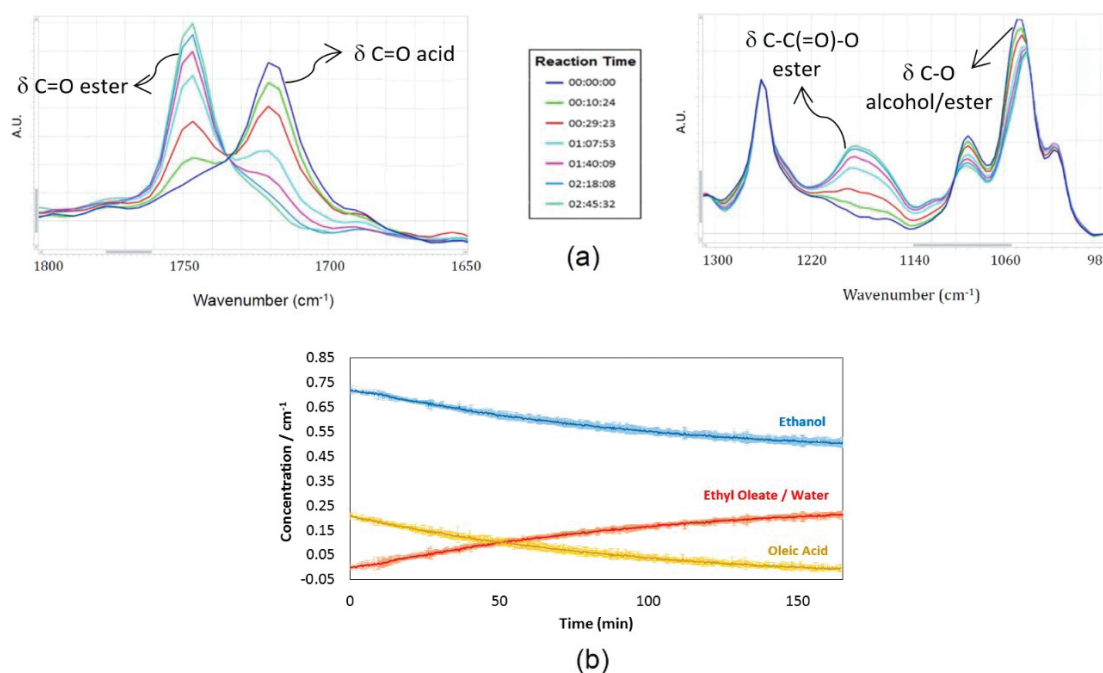 δ C=O ester
δ C=O acid
A.U.
1800
1750
1700
1650
Wavenumber (cm⁻¹)
Reaction Time
00:00:00
00:10:24
00:29:23
01:07:53
01:40:09
02:18:08
02:45:32
(a)
δ C-C(=O)-O
ester
δ C-O
alcohol/ester
A.U.
1300
1220
1140
1060
98
Wavenumber (cm⁻¹)
0.85
0.75
0.65
0.55
0.45
0.35
0.25
0.15
0.05
-0.05
Concentration / cm⁻¹
Ethanol
Ethyl Oleate / Water
Oleic Acid
0
50
100
150
Time (min)
(b)